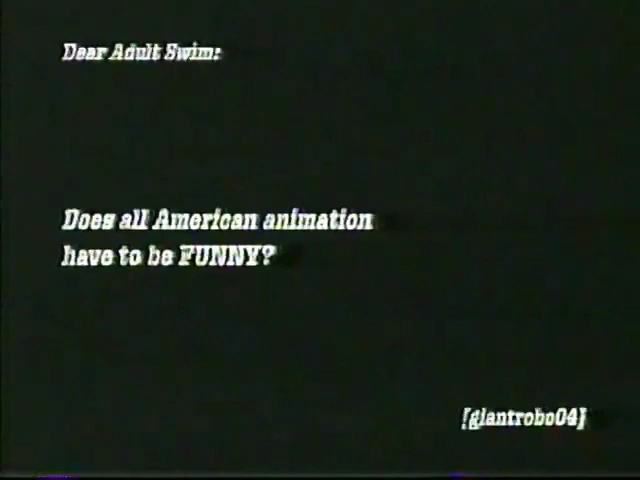 Dear Adult Swim:
Does all American animation
have to be FUNNY?
[giantrobo04]